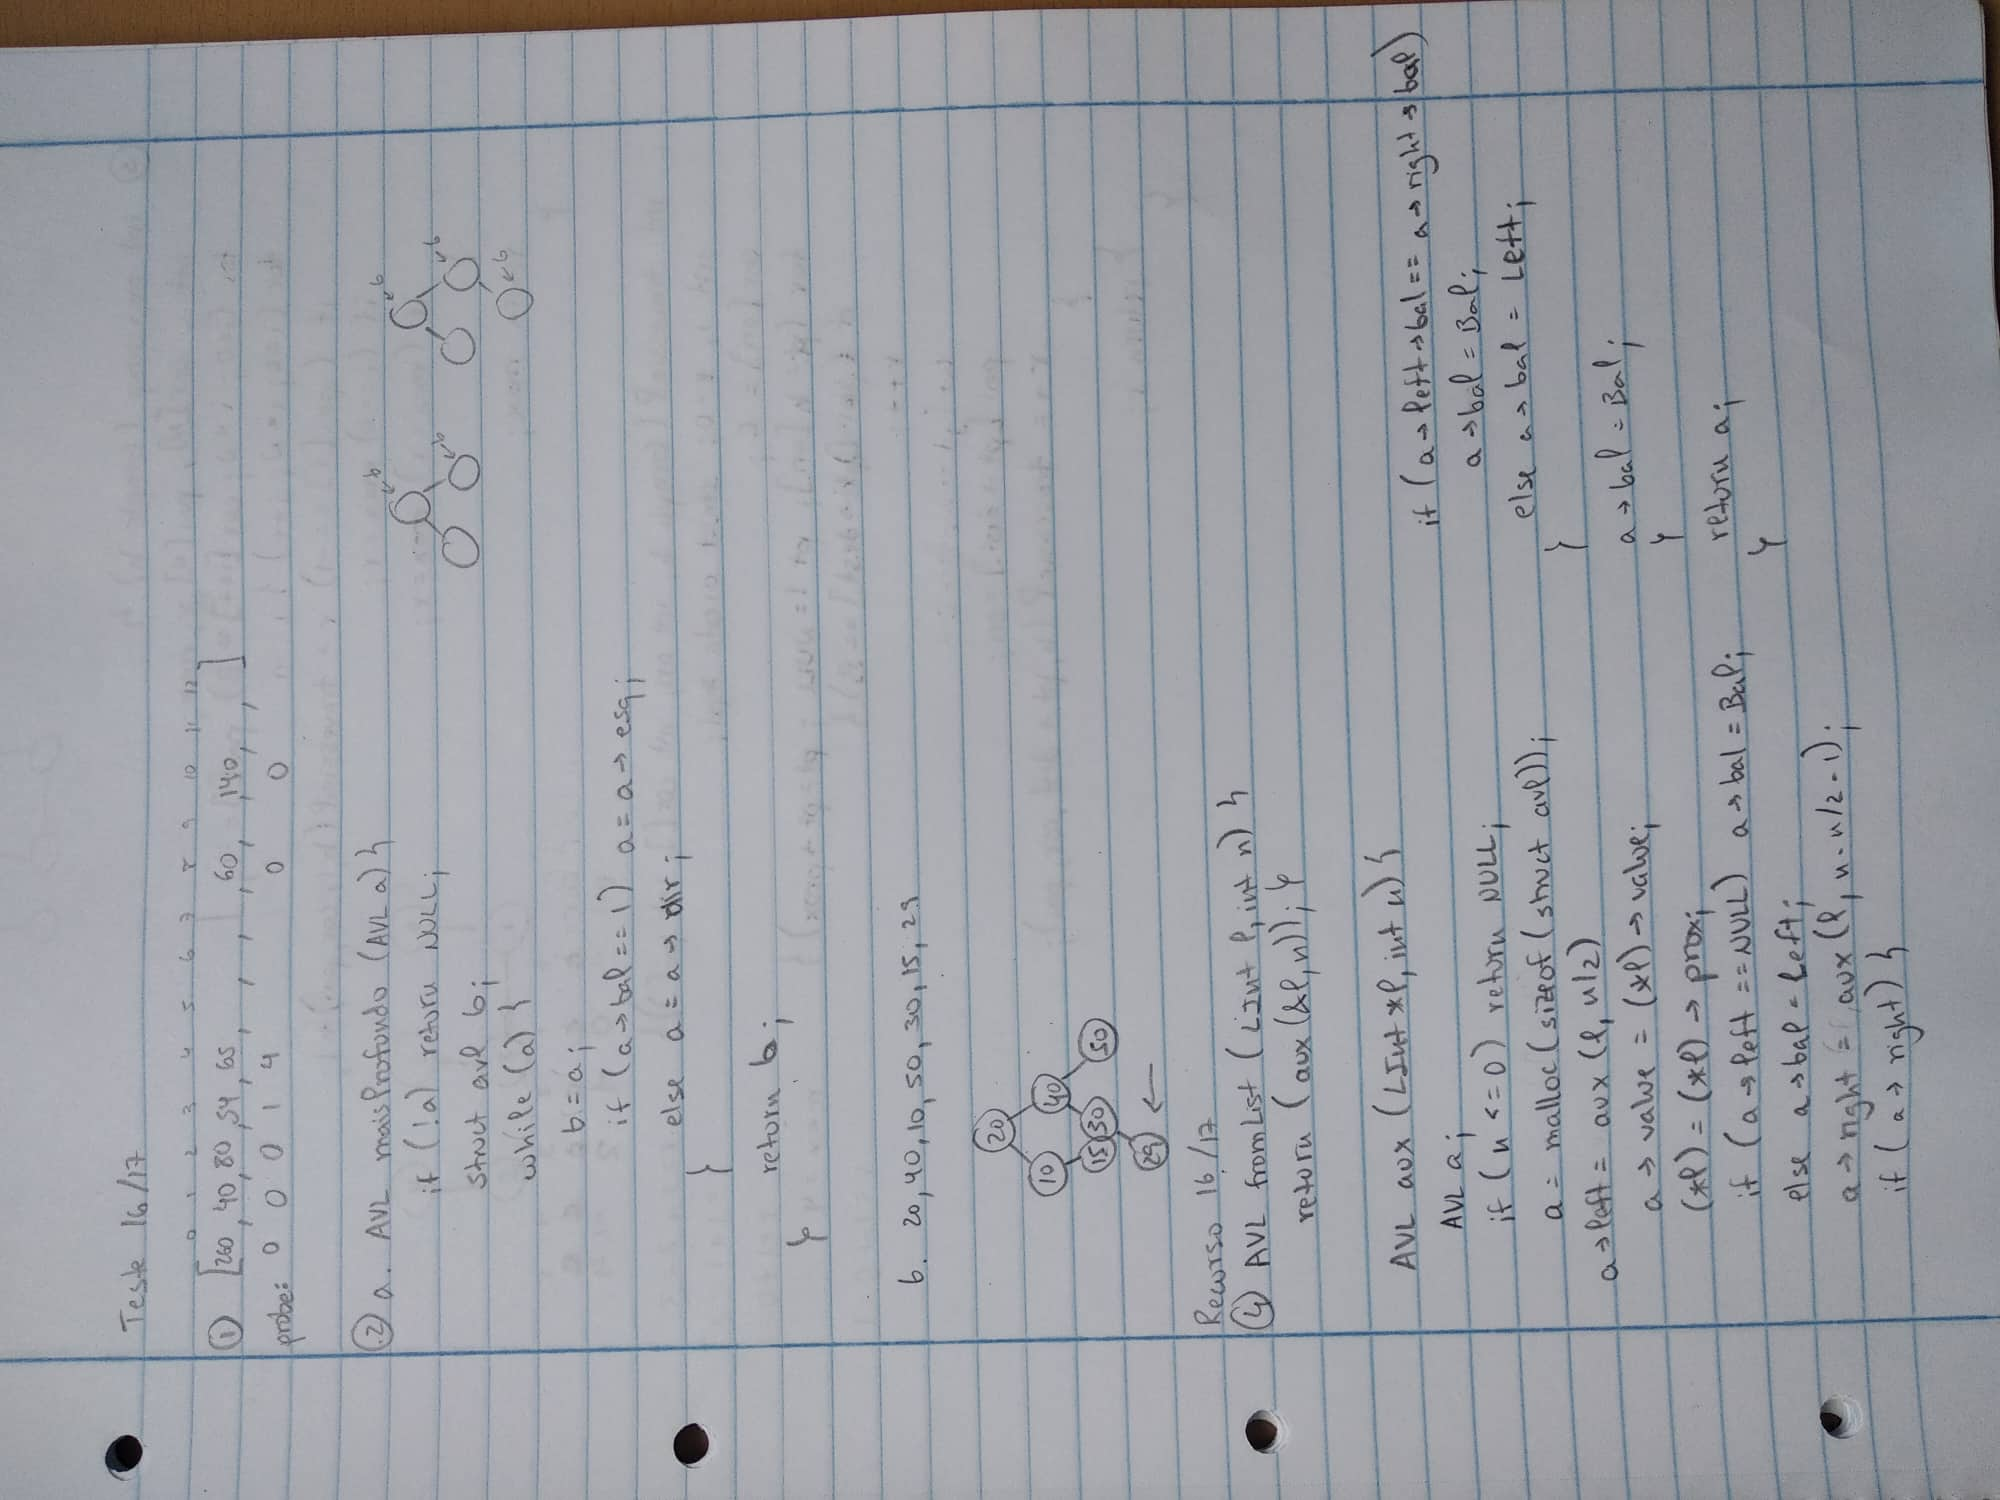 Teste 16/17
0 1 2 3 4 5 6 7 8 9 10 11 12
① [260, 40, 80, 54, 65, , , , , 60, , 140, , ]
probe: 0 0 0 1 4 0 0
② a. AVL maisProfundo (AVL a) {
if (!a) return NULL;
struct avl b;
while (a) {
b = a;
if (a→bal == 1) a = a→esq;
else a = a→dir;
}
return b;
}
b b
b b
b
b. 20, 40, 10, 50, 30, 15, 29
20
10 40
15 30 50
29 ←
Recurso 16/17
④ AVL fromList (LInt l, int n) {
return (aux (&l, n)); }
AVL aux (LInt *l, int n) {
AVL a;
if (n <= 0) return NULL;
a = malloc (sizeof (struct avl));
a→left = aux (l, n/2)
a→value = (*l)→value;
(*l) = (*l)→prox;
if (a→left == NULL) a→bal = Bal;
else a→bal = Left;
a→right = aux (l, n-n/2-1);
if (a→right) {
if (a→left→bal == a→right→bal)
a→bal = Bal;
else a→bal = Left;
}
a→bal = Bal;
}
return a;
}